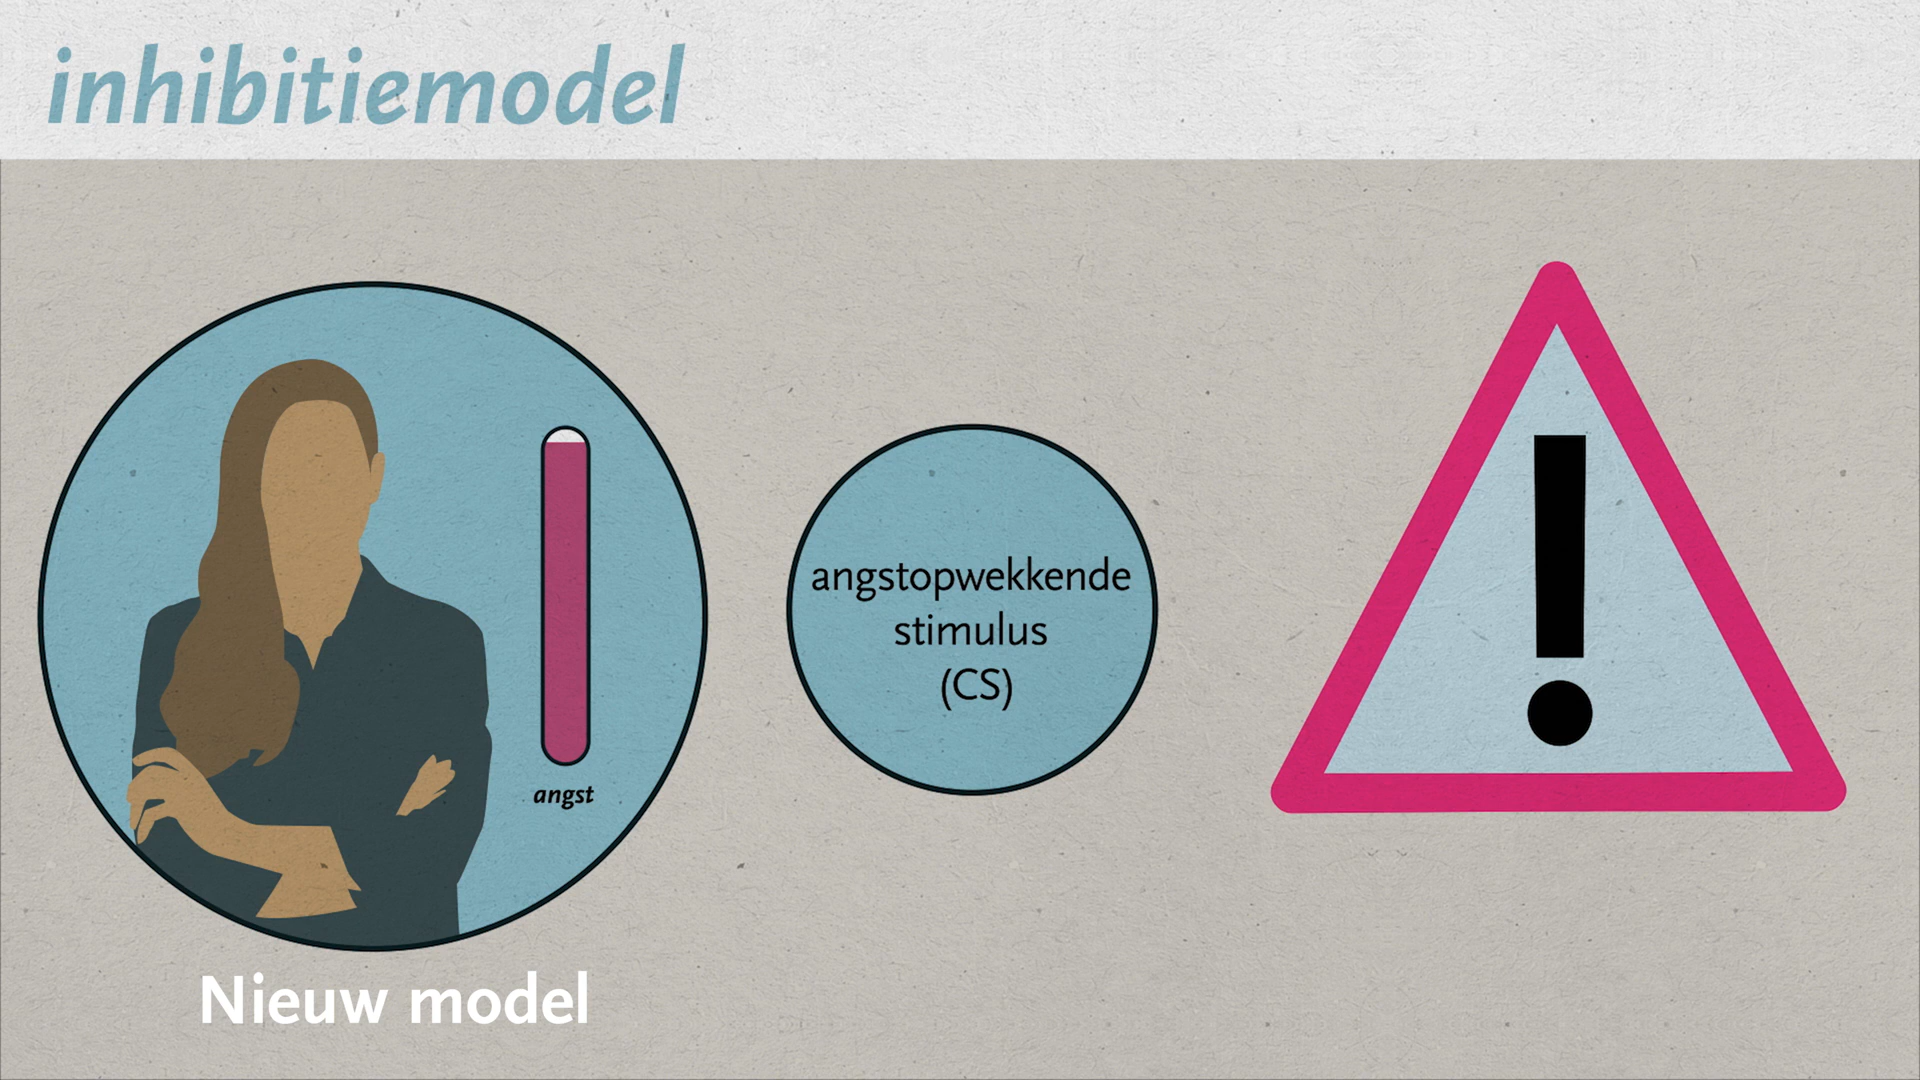 inhibitiemodel
angst
angstopwekkende
stimulus
(CS)
!
Nieuw model